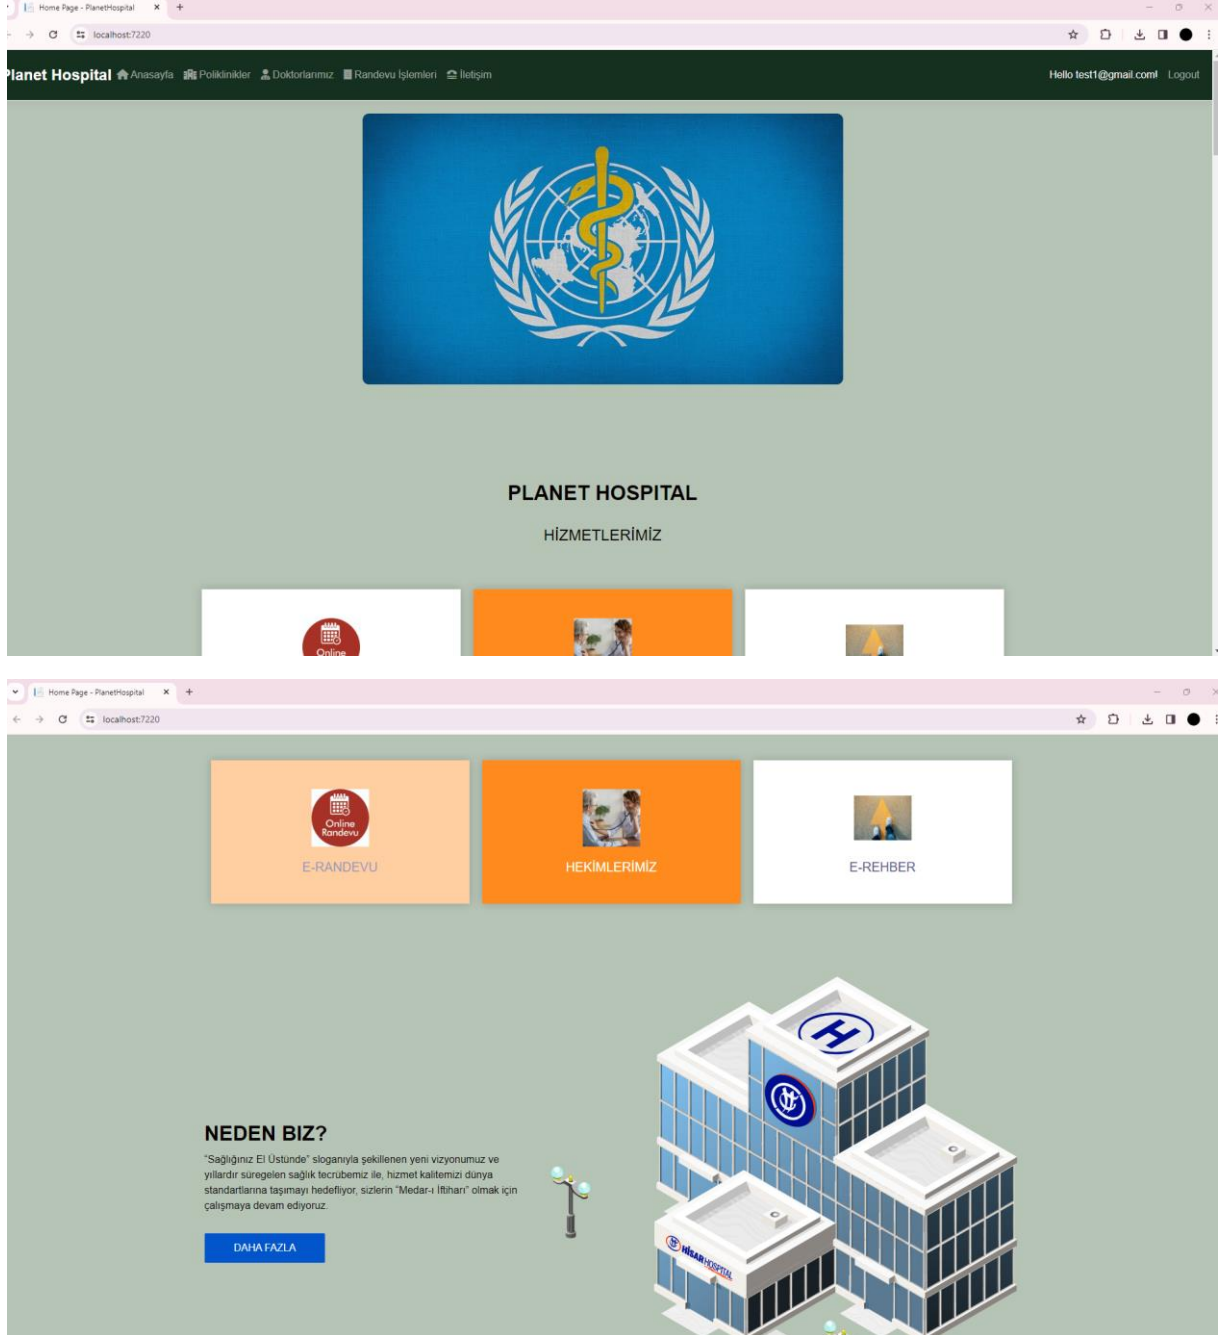 Home Page - PlanetHospital
localhost:7220
Planet Hospital Anasayfa Poliklinikler Doktorlarımız Randevu İşlemleri İletişim Hello test1@gmail.com! Logout
PLANET HOSPITAL
HİZMETLERİMİZ
Online
Home Page - PlanetHospital
localhost:7220
Online
Randevu
E-RANDEVU HEKİMLERİMİZ E-REHBER
H
NEDEN BIZ?
"Sağlığınız El Üstünde" sloganıyla şekillenen yeni vizyonumuz ve
yıllardır süregelen sağlık tecrübemiz ile, hizmet kalitemizi dünya
standartlarına taşımayı hedefliyor, sizlerin "Medar-ı İftiharı" olmak için
çalışmaya devam ediyoruz.
DAHA FAZLA
HİSAR HOSPITAL